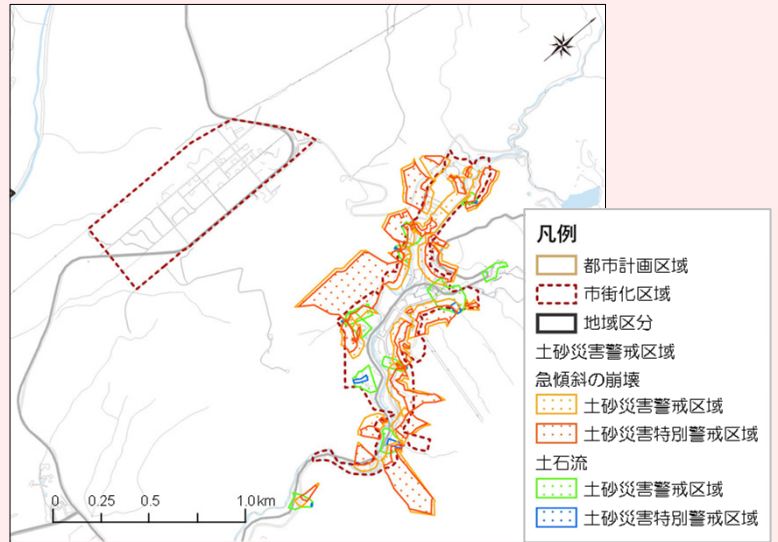 凡例
都市計画区域
市街化区域
地域区分
土砂災害警戒区域
急傾斜の崩壊
土砂災害警戒区域
土砂災害特別警戒区域
土石流
土砂災害警戒区域
土砂災害特別警戒区域
0 0.25 0.5 1.0km